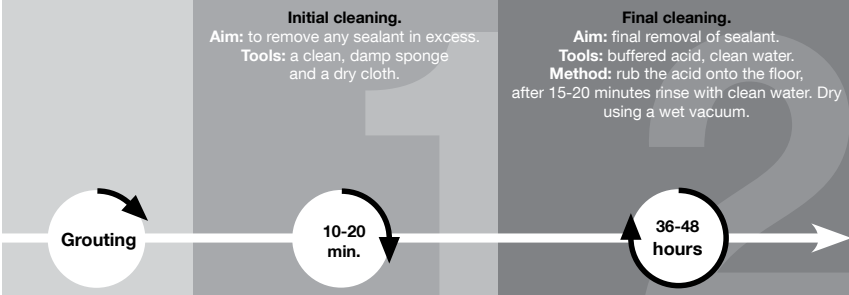 Initial cleaning.
Aim: to remove any sealant in excess.
Tools: a clean, damp sponge
and a dry cloth.
Final cleaning.
Aim: final removal of sealant.
Tools: buffered acid, clean water.
Method: rub the acid onto the floor,
after 15-20 minutes rinse with clean water. Dry
using a wet vacuum.
1
2
Grouting
10-20
min.
36-48
hours